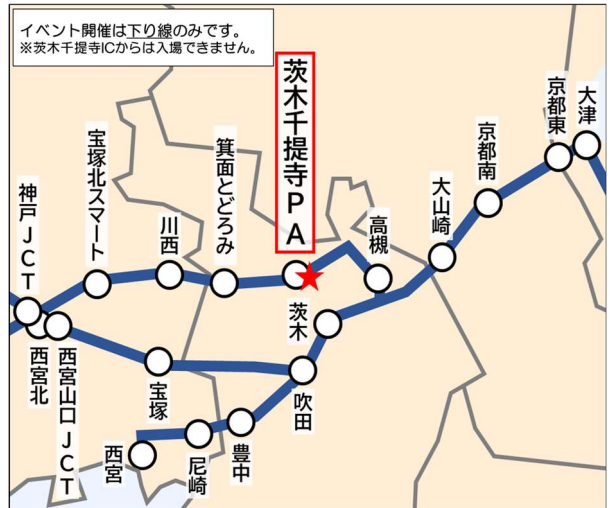 イベント開催は下り線のみです。
※茨木千提寺ICからは入場できません。
茨木千提寺PA
大津
京都東
京都南
大山崎
高槻
箕面とどろみ
川西
宝塚北スマート
神戸JCT
茨木
西宮北
西宮山口JCT
宝塚
吹田
豊中
尼崎
西宮